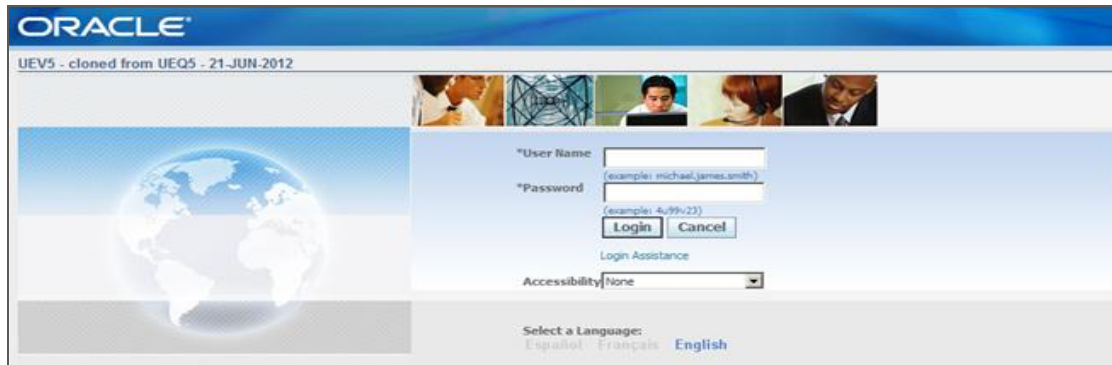 ORACLE®
UEV5 - cloned from UEQ5 - 21-JUN-2012
*User Name
(example: michael.james.smith)
*Password
(example: 4u99v23)
Login Cancel
Login Assistance
Accessibility None
Select a Language:
Español Français English